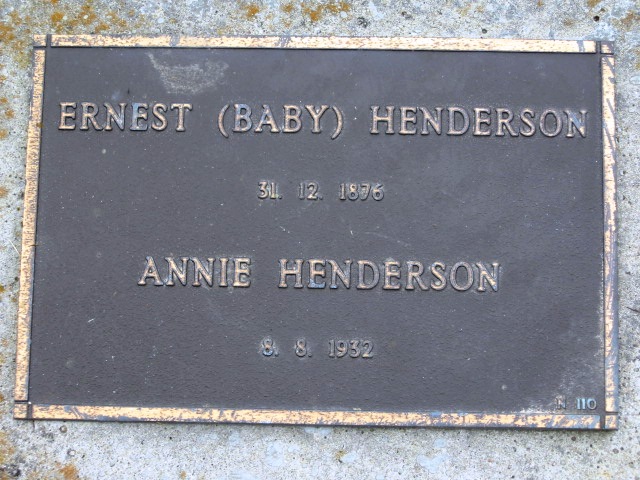 ERNEST (BABY) HENDERSON
31. 12. 1876
ANNIE HENDERSON
8. 8. 1932
N 110